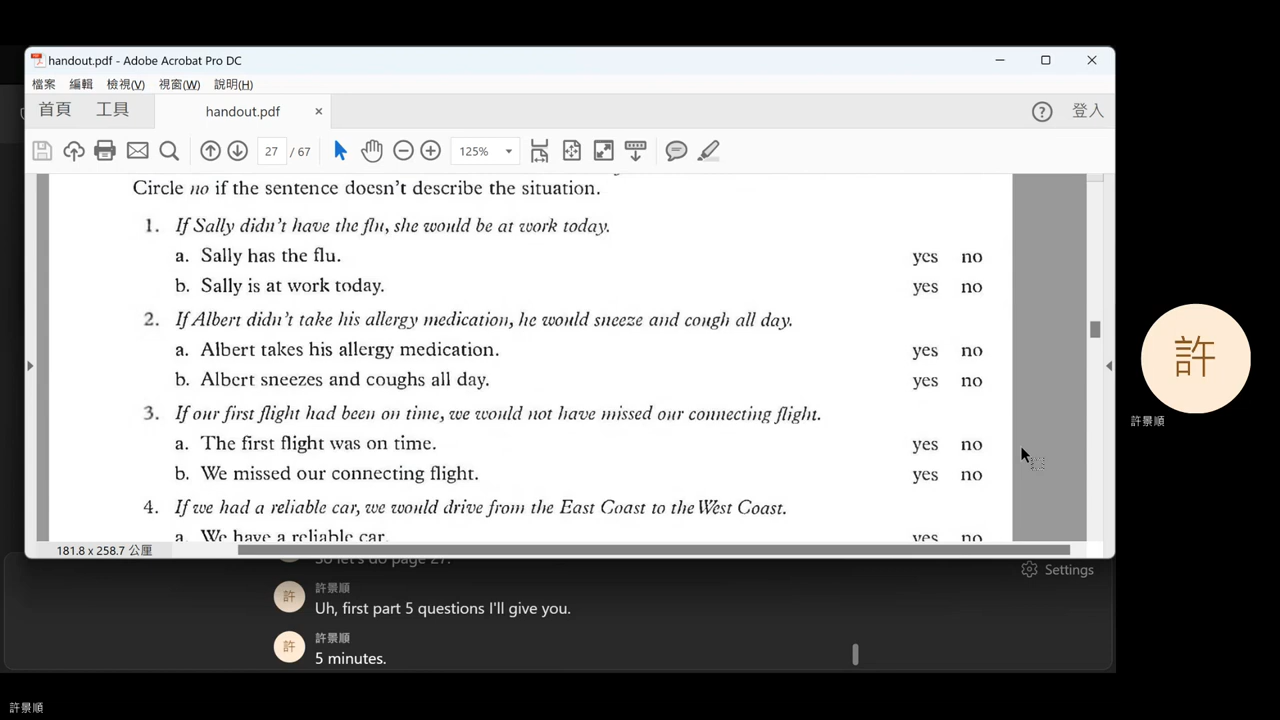 handout.pdf - Adobe Acrobat Pro DC
檔案 編輯 檢視(V) 視窗(W) 說明(H)
首頁 工具 handout.pdf × ? 登入
27 / 67 125%
Circle no if the sentence doesn't describe the situation.
1. If Sally didn't have the flu, she would be at work today.
a. Sally has the flu. yes no
b. Sally is at work today. yes no
2. If Albert didn't take his allergy medication, he would sneeze and cough all day.
a. Albert takes his allergy medication. yes no
b. Albert sneezes and coughs all day. yes no
3. If our first flight had been on time, we would not have missed our connecting flight.
a. The first flight was on time. yes no
b. We missed our connecting flight. yes no
4. If we had a reliable car, we would drive from the East Coast to the West Coast.
a. We have a reliable car. yes no
181.8 x 258.7 公厘
So let's do page 27.
Settings
許 許景順
Uh, first part 5 questions I'll give you.
許 許景順
5 minutes.
許
許景順
許景順